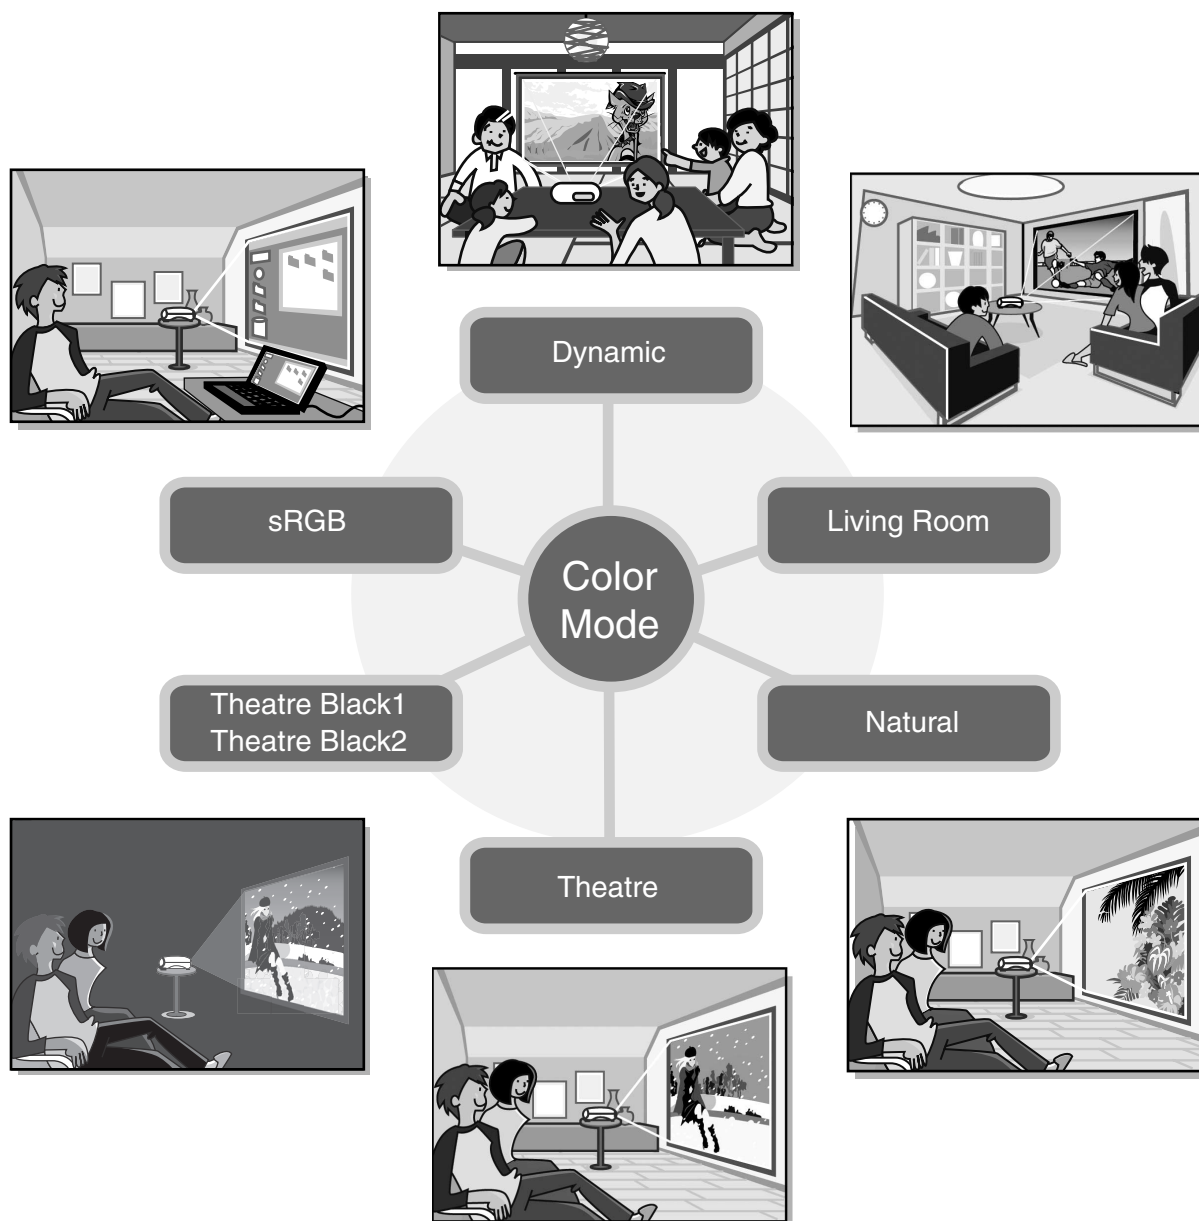 Dynamic
sRGB
Living Room
Color
Mode
Theatre Black1
Theatre Black2
Natural
Theatre